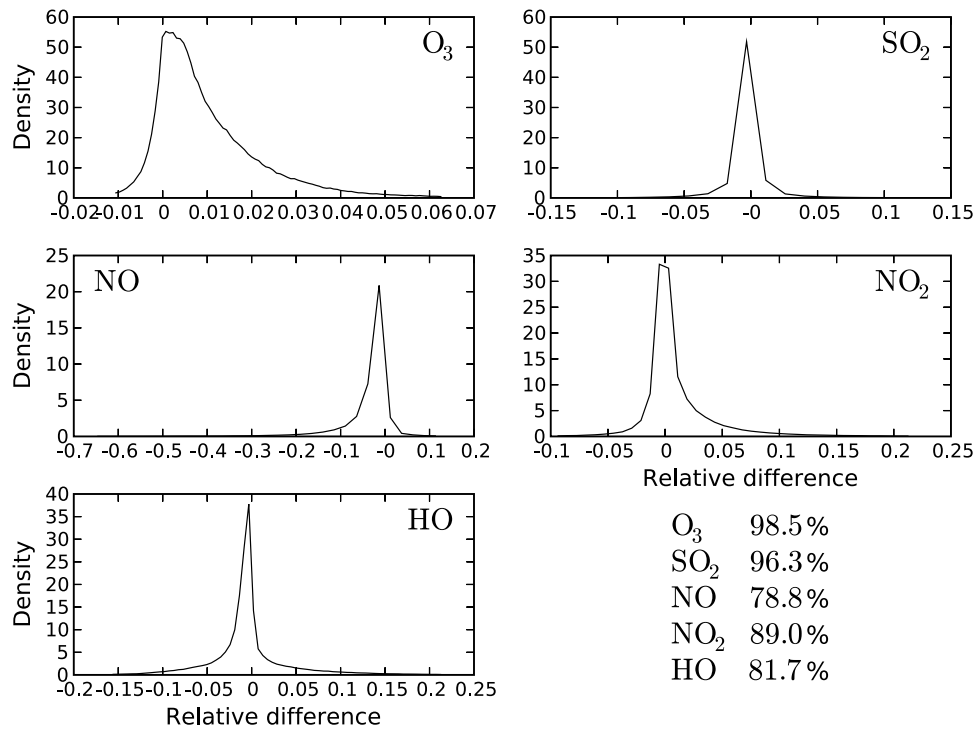 O₃
Density
60
50
40
30
20
10
0
-0.02 -0.01 0 0.01 0.02 0.03 0.04 0.05 0.06 0.07
SO₂
60
50
40
30
20
10
0
-0.15 -0.1 -0.05 -0 0.05 0.1 0.15
NO
Density
25
20
15
10
5
0
-0.7 -0.6 -0.5 -0.4 -0.3 -0.2 -0.1 -0 0.1 0.2
NO₂
35
30
25
20
15
10
5
0
-0.1 -0.05 0 0.05 0.1 0.15 0.2 0.25
Relative difference
HO
Density
40
35
30
25
20
15
10
5
0
-0.2 -0.15 -0.1 -0.05 0 0.05 0.1 0.15 0.2 0.25
Relative difference
O₃ 98.5%
SO₂ 96.3%
NO 78.8%
NO₂ 89.0%
HO 81.7%